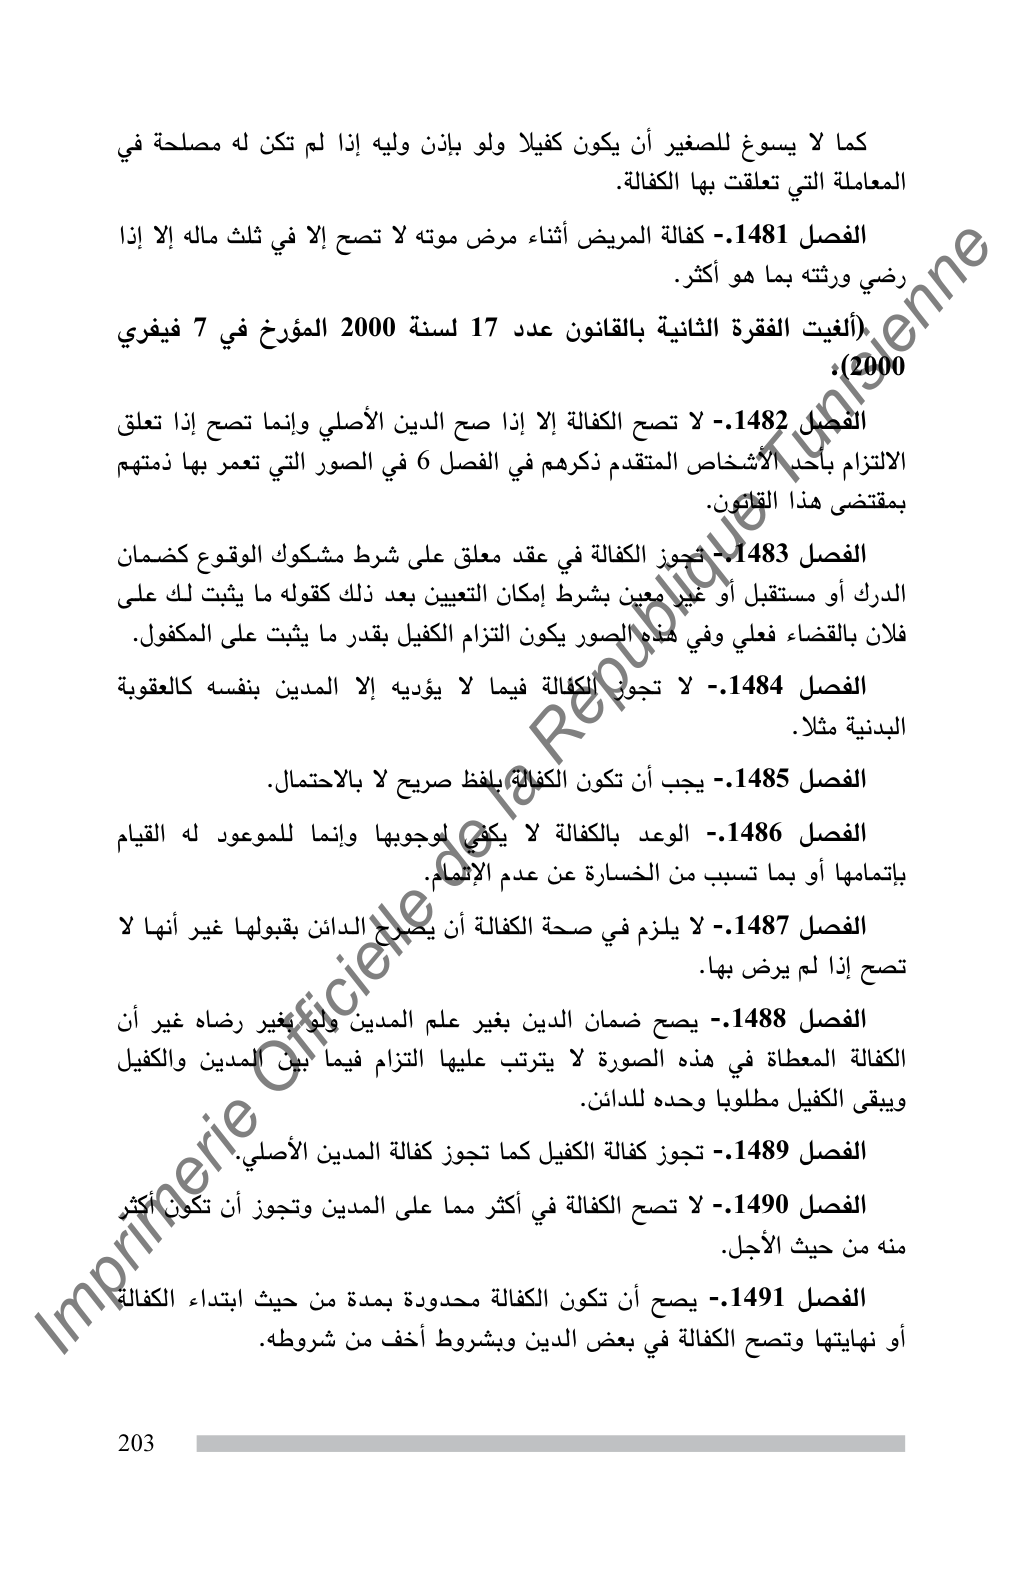 كما لا يسوغ للصغير أن يكون كفيلا ولو بإذن وليه إذا لم تكن له مصلحة في
المعاملة التي تعلقت بها الكفالة.
الفصل 1481.- كفالة المريض أثناء مرض موته لا تصح إلا في ثلث ماله إلا إذا
رضي ورثته بما هو أكثر.
(ألغيت الفقرة الثانية بالقانون عدد 17 لسنة 2000 المؤرخ في 7 فيفري
2000).
الفصل 1482.- لا تصح الكفالة إلا إذا صح الدين الأصلي وإنما تصح إذا تعلق
الالتزام بأحد الأشخاص المتقدم ذكرهم في الفصل 6 في الصور التي تعمر بها ذمتهم
بمقتضى هذا القانون.
الفصل 1483.- تجوز الكفالة في عقد معلق على شرط مشكوك الوقوع كضمان
الدرك أو مستقبل أو غير معين بشرط إمكان التعيين بعد ذلك كقوله ما يثبت لك على
فلان بالقضاء فعلي وفي هذه الصور يكون التزام الكفيل بقدر ما يثبت على المكفول.
الفصل 1484.- لا تجوز الكفالة فيما لا يؤديه إلا المدين بنفسه كالعقوبة
البدنية مثلا.
الفصل 1485.- يجب أن تكون الكفالة بلفظ صريح لا بالاحتمال.
الفصل 1486.- الوعد بالكفالة لا يكفي لوجوبها وإنما للموعود له القيام
بإتمامها أو بما تسبب من الخسارة عن عدم الإتمام.
الفصل 1487.- لا يلزم في صحة الكفالة أن يصرح الدائن بقبولها غير أنها لا
تصح إذا لم يرض بها.
الفصل 1488.- يصح ضمان الدين بغير علم المدين ولو بغير رضاه غير أن
الكفالة المعطاة في هذه الصورة لا يترتب عليها التزام فيما بين المدين والكفيل
ويبقى الكفيل مطلوبا وحده للدائن.
الفصل 1489.- تجوز كفالة الكفيل كما تجوز كفالة المدين الأصلي.
الفصل 1490.- لا تصح الكفالة في أكثر مما على المدين وتجوز أن تكون أكثر
منه من حيث الأجل.
الفصل 1491.- يصح أن تكون الكفالة محدودة بمدة من حيث ابتداء الكفالة
أو نهايتها وتصح الكفالة في بعض الدين وبشروط أخف من شروطه.
203
Imprimerie Officielle de la Republique Tunisienne